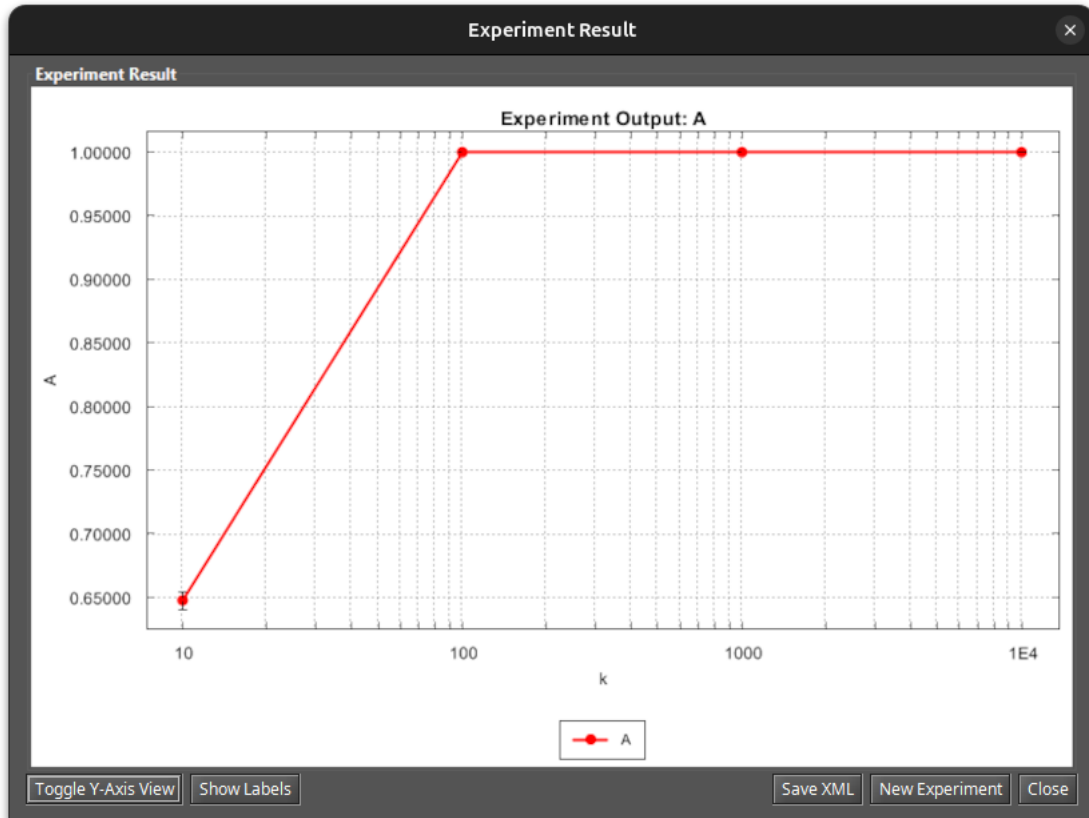 Experiment Result
Experiment Result
Experiment Output: A
1.00000
0.95000
0.90000
0.85000
0.80000
0.75000
0.70000
0.65000
A
10 100 1000 1E4
k
A
Toggle Y-Axis View Show Labels Save XML New Experiment Close